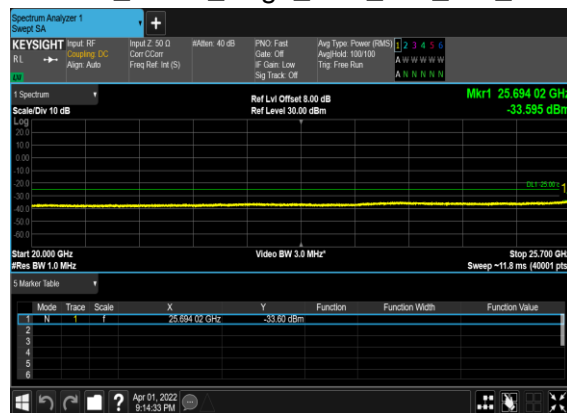 Spectrum Analyzer 1
Swept SA
KEYSIGHT Input: RF Input Z: 50 Ω #Atten: 40 dB PNO: Fast Avg Type: Power (RMS) 1 2 3 4 5 6
RL Coupling: DC Corr CCorr Gate: Off Avg|Hold: 100/100 A W W W W W
Align: Auto Freq Ref: Int (S) IF Gain: Low Trig: Free Run
Sig Track: Off A N N N N N
1 Spectrum Ref Lvl Offset 8.00 dB Mkr1 25.694 02 GHz
Scale/Div 10 dB Ref Level 30.00 dBm -33.595 dBm
Log
20.0
10.0
0.00
-10.0
-20.0
DL1 -25.00 1
-30.0
-40.0
-50.0
-60.0
Start 20.000 GHz Video BW 3.0 MHz* Stop 25.700 GHz
#Res BW 1.0 MHz Sweep ~11.8 ms (40001 pts)
5 Marker Table
Mode Trace Scale X Y Function Function Width Function Value
1 N 1 f 25.694 02 GHz -33.60 dBm
2
3
4
5
6
? Apr 01, 2022
9:14:33 PM